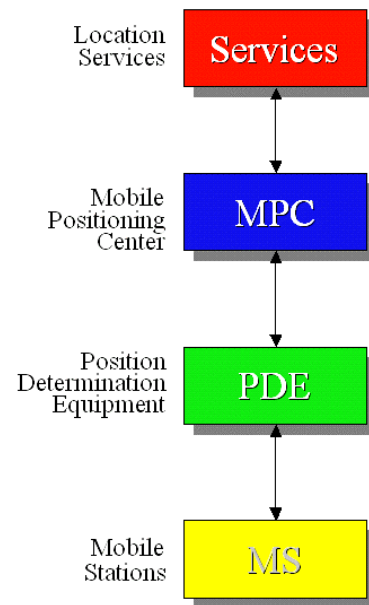 Location
Services
Services
Mobile
Positioning
Center
MPC
Position
Determination
Equipment
PDE
Mobile
Stations
MS